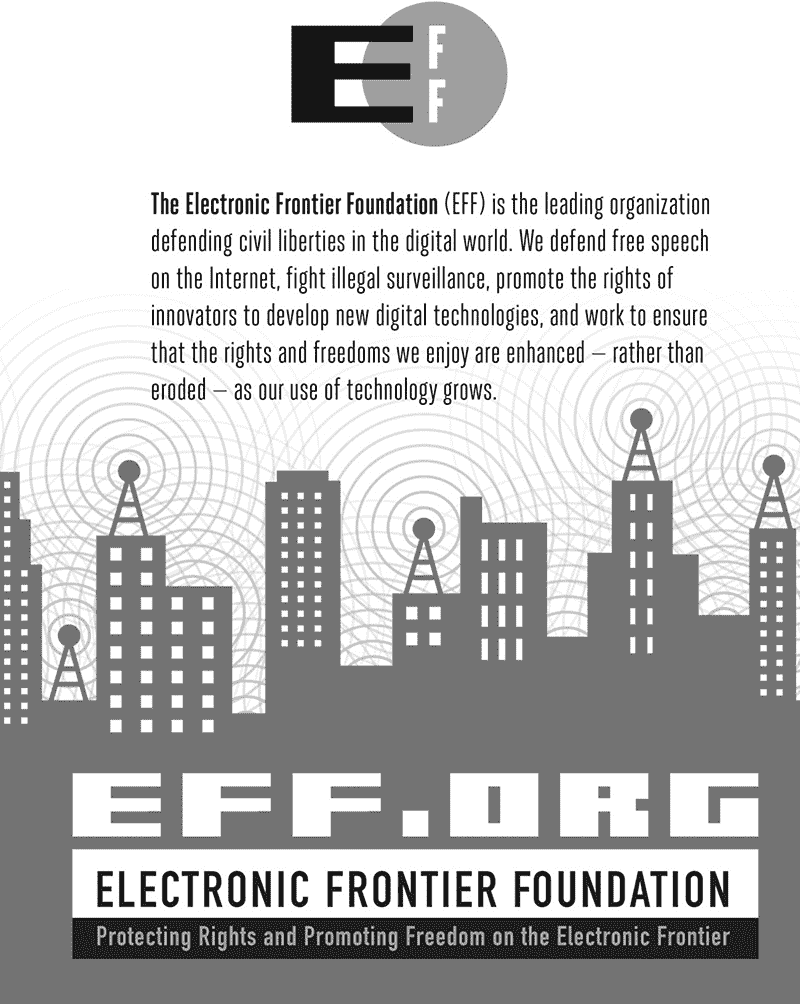 E F
F
The Electronic Frontier Foundation (EFF) is the leading organization
defending civil liberties in the digital world. We defend free speech
on the Internet, fight illegal surveillance, promote the rights of
innovators to develop new digital technologies, and work to ensure
that the rights and freedoms we enjoy are enhanced — rather than
eroded — as our use of technology grows.
EFF.ORG
ELECTRONIC FRONTIER FOUNDATION
Protecting Rights and Promoting Freedom on the Electronic Frontier